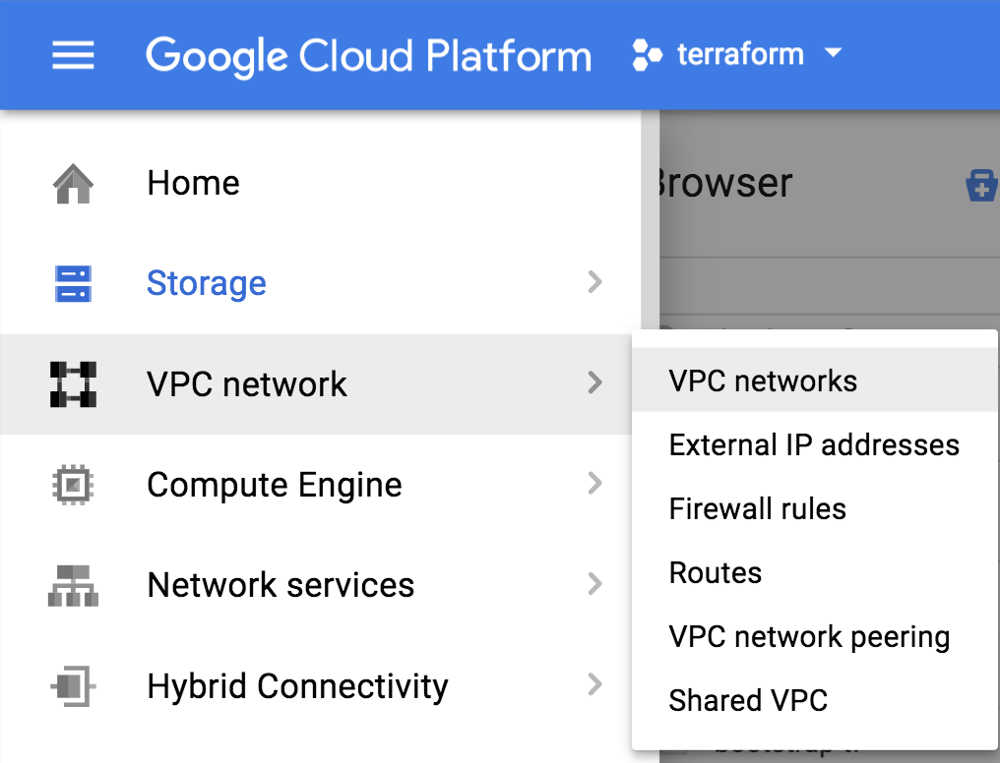 Google Cloud Platform terraform
Home
Browser
Storage
VPC network
VPC networks
External IP addresses
Firewall rules
Routes
VPC network peering
Shared VPC
Compute Engine
Network services
Hybrid Connectivity